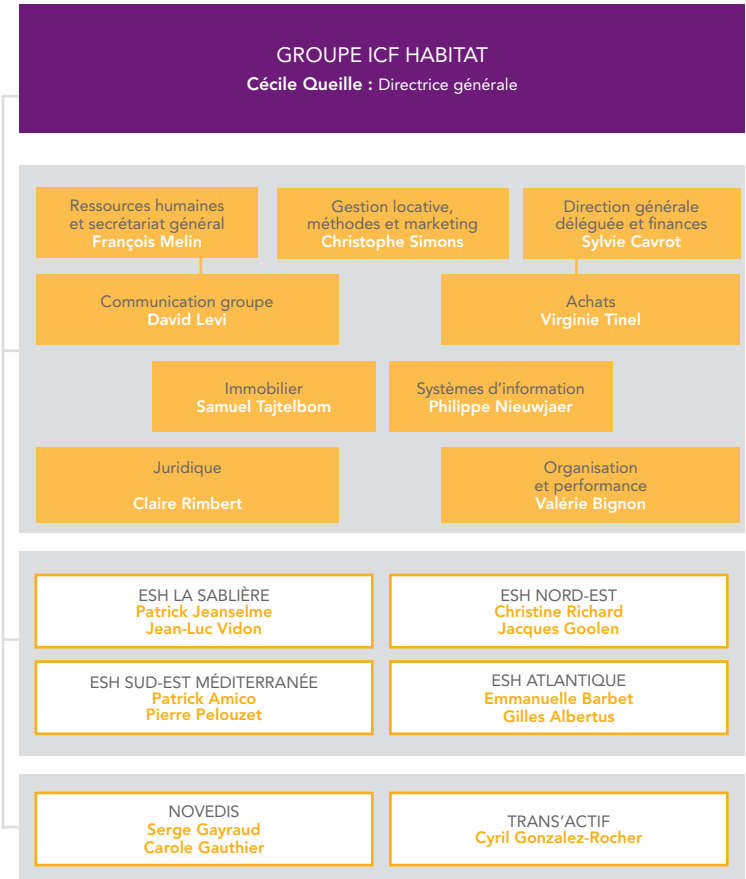 GROUPE ICF HABITAT
Cécile Queille : Directrice générale
Ressources humaines
et secrétariat général
François Melin
Gestion locative,
méthodes et marketing
Christophe Simons
Direction générale
déléguée et finances
Sylvie Cavrot
Communication groupe
David Levi
Achats
Virginie Tinel
Immobilier
Samuel Tajtelbom
Systèmes d'information
Philippe Nieuwjaer
Juridique
Claire Rimbert
Organisation
et performance
Valérie Bignon
ESH LA SABLIÈRE
Patrick Jeanselme
Jean-Luc Vidon
ESH NORD-EST
Christine Richard
Jacques Goolen
ESH SUD-EST MÉDITERRANÉE
Patrick Amico
Pierre Pelouzet
ESH ATLANTIQUE
Emmanuelle Barbet
Gilles Albertus
NOVEDIS
Serge Gayraud
Carole Gauthier
TRANS'ACTIF
Cyril Gonzalez-Rocher